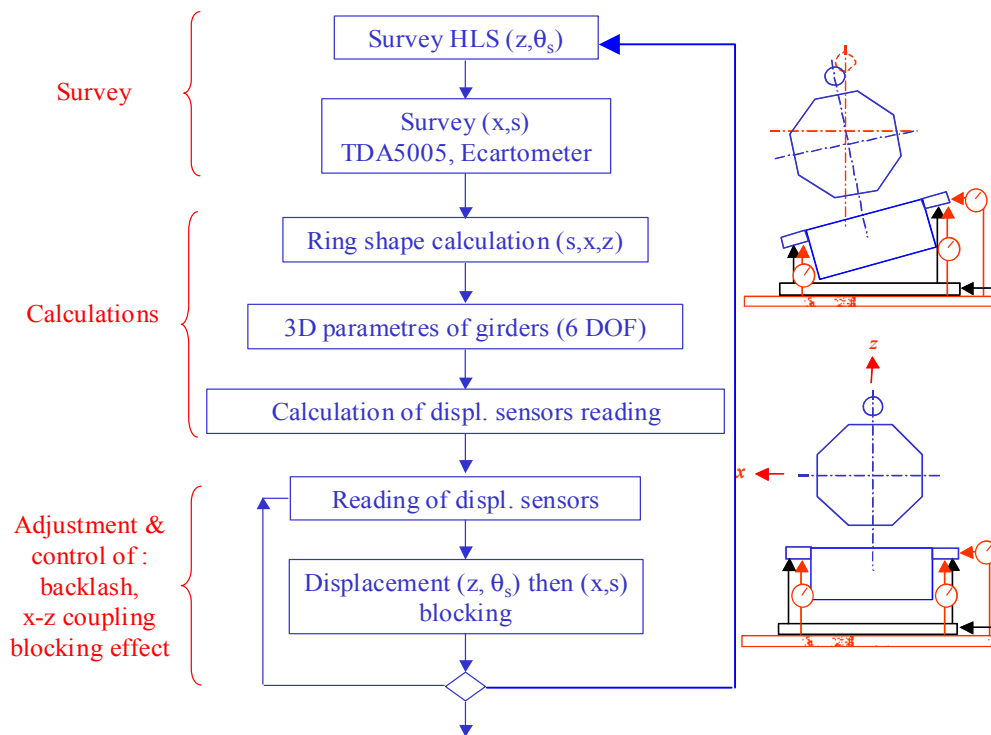 Survey HLS (z,θs)
Survey
Survey (x,s)
TDA5005, Ecartometer
Ring shape calculation (s,x,z)
Calculations
3D parametres of girders (6 DOF)
Calculation of displ. sensors reading
Reading of displ. sensors
Adjustment &
control of :
backlash,
x-z coupling
blocking effect
Displacement (z, θs) then (x,s)
blocking
z
x